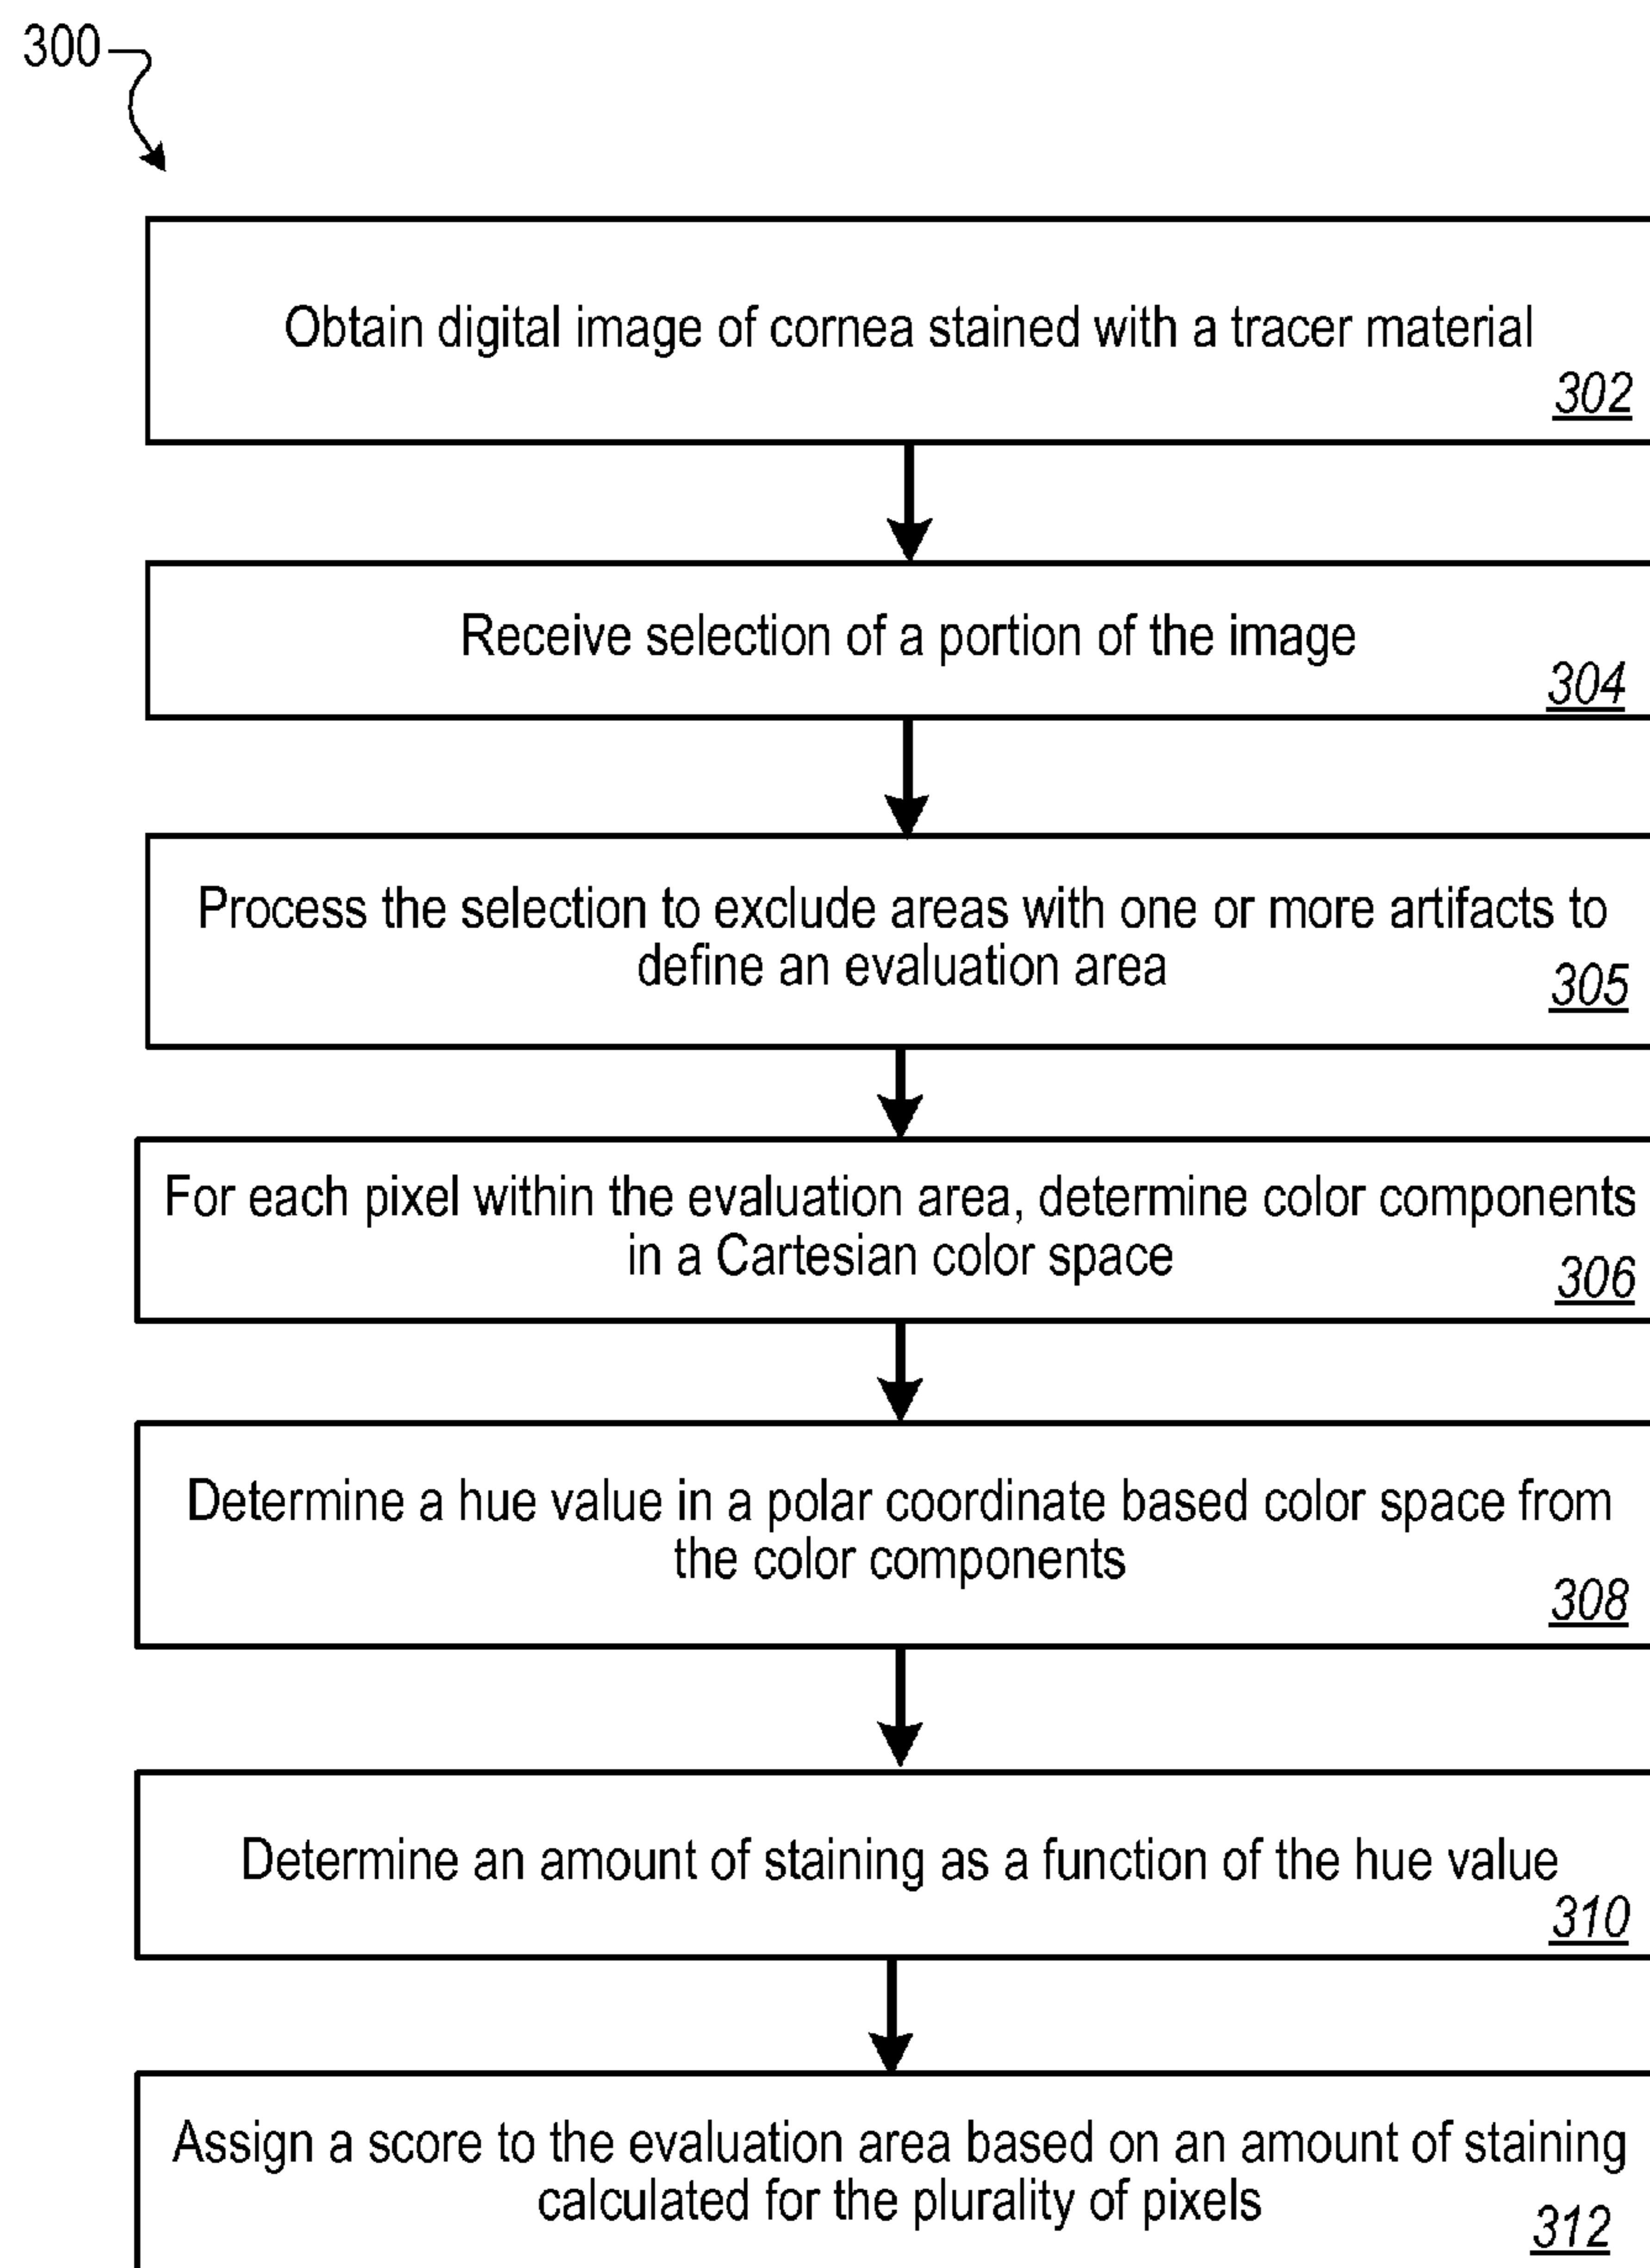 300
Obtain digital image of cornea stained with a tracer material
302
Receive selection of a portion of the image
304
Process the selection to exclude areas with one or more artifacts to
define an evaluation area
305
For each pixel within the evaluation area, determine color components
in a Cartesian color space
306
Determine a hue value in a polar coordinate based color space from
the color components
308
Determine an amount of staining as a function of the hue value
310
Assign a score to the evaluation area based on an amount of staining
calculated for the plurality of pixels
312